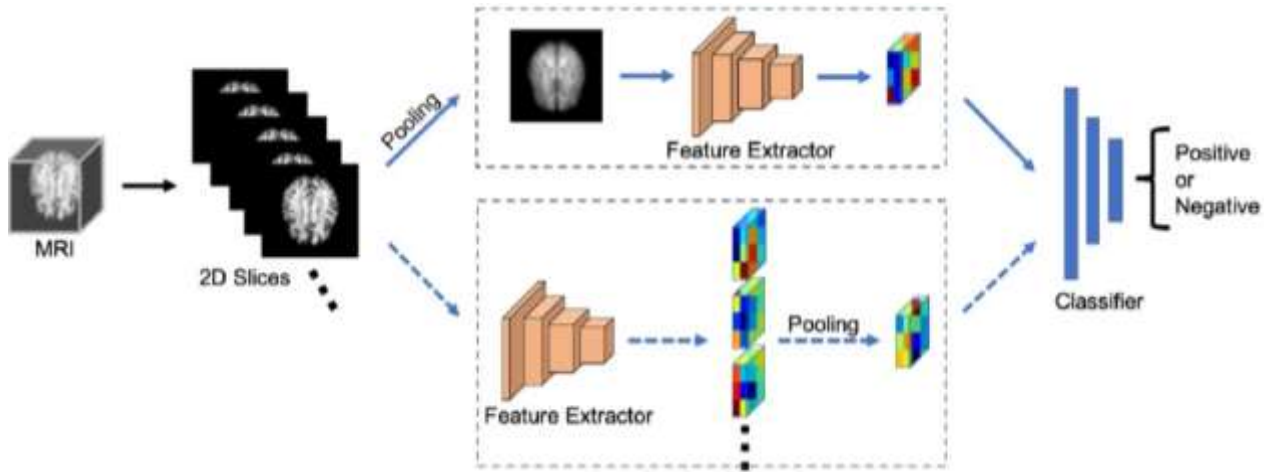 MRI
2D Slices
Pooling
Feature Extractor
Feature Extractor
Pooling
Classifier
Positive
or
Negative